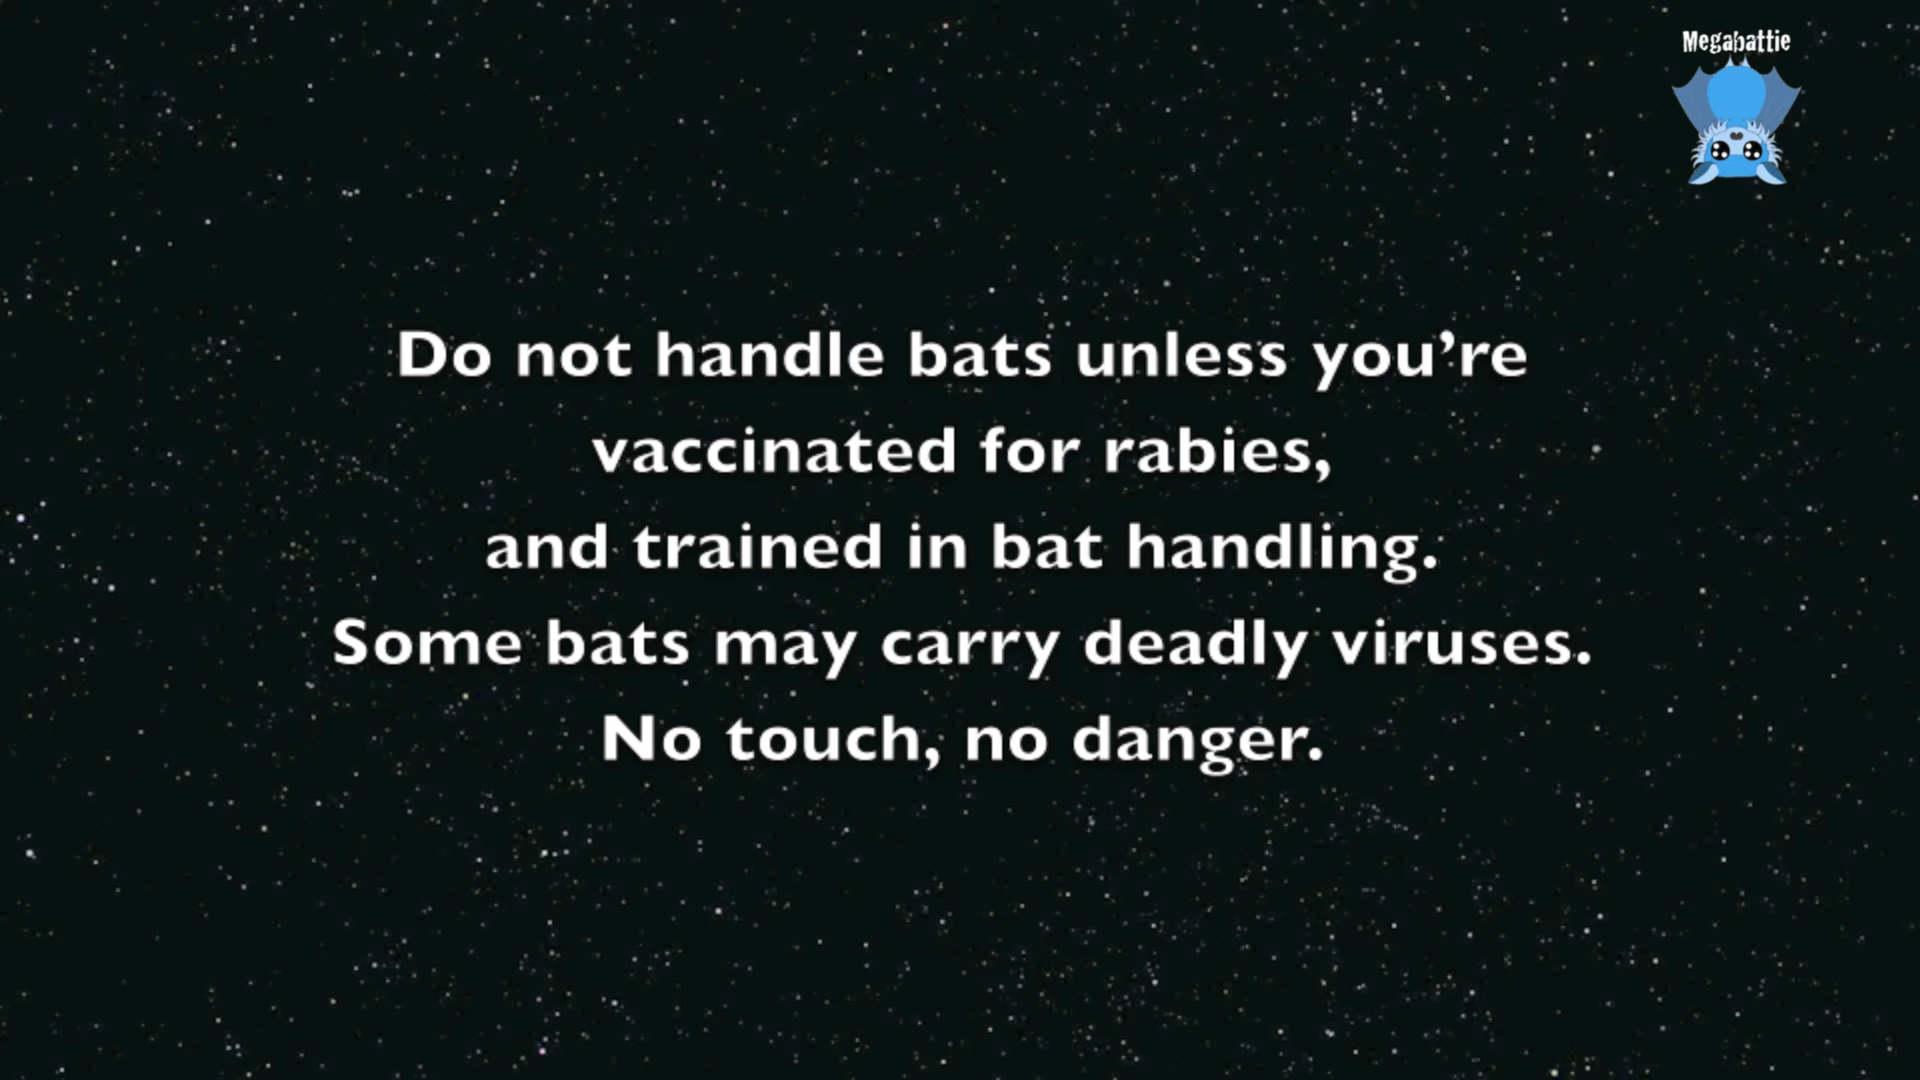 Megabattie
Do not handle bats unless you’re
vaccinated for rabies,
and trained in bat handling.
Some bats may carry deadly viruses.
No touch, no danger.